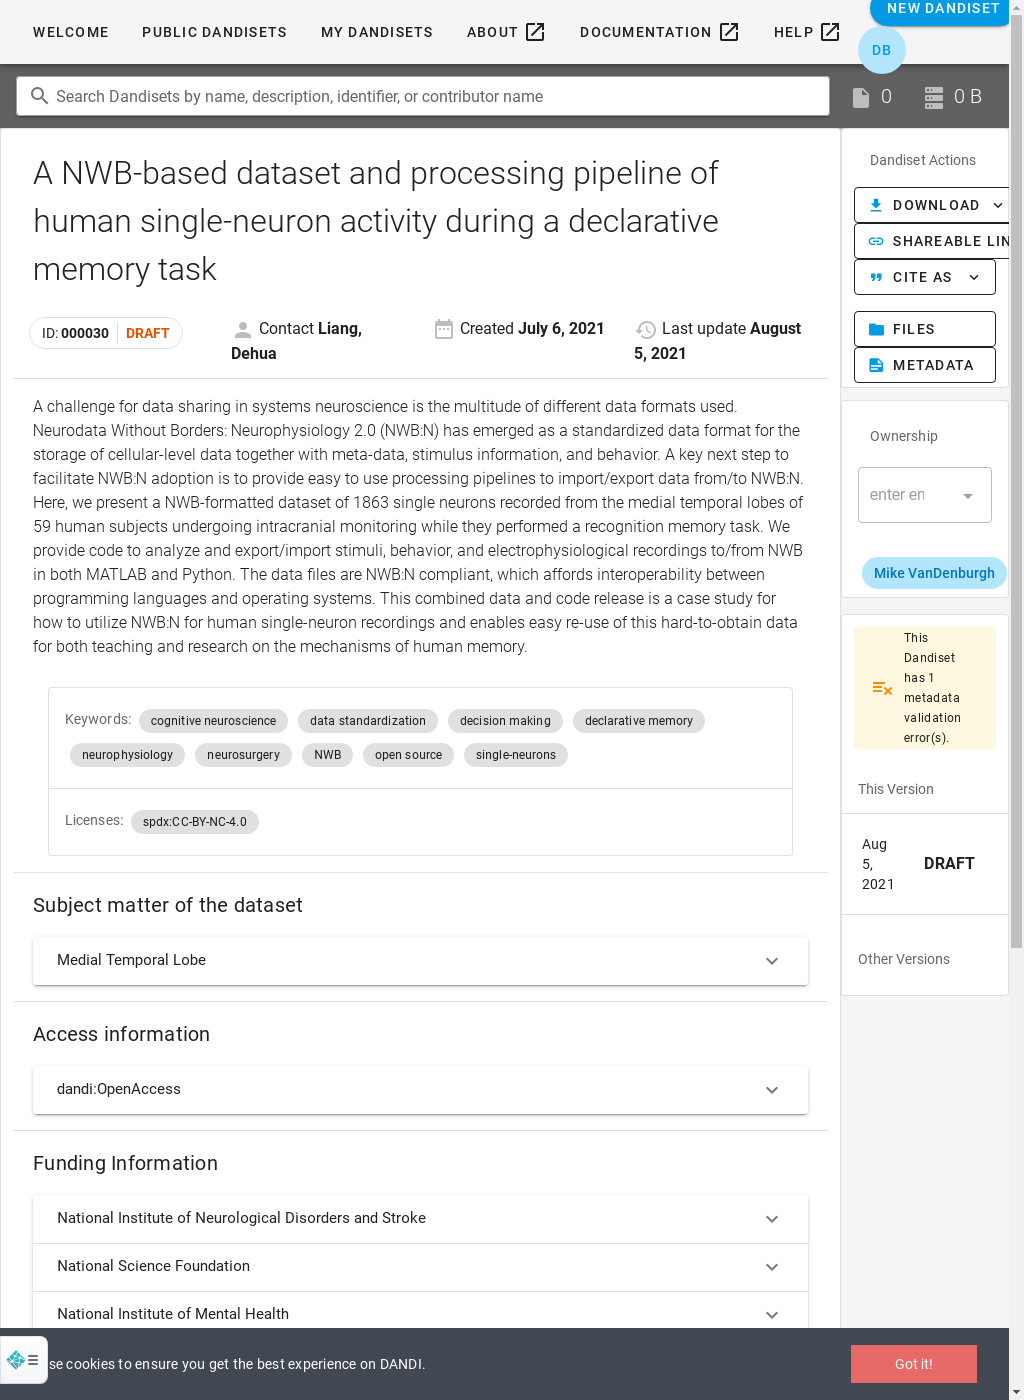 NEW DANDISET
WELCOME PUBLIC DANDISETS MY DANDISETS ABOUT DOCUMENTATION HELP
DB
Search Dandisets by name, description, identifier, or contributor name
0 0 B
A NWB-based dataset and processing pipeline of
human single-neuron activity during a declarative
memory task
ID: 000030 DRAFT
Contact Liang,
Dehua
Created July 6, 2021
Last update August
5, 2021
A challenge for data sharing in systems neuroscience is the multitude of different data formats used.
Neurodata Without Borders: Neurophysiology 2.0 (NWB:N) has emerged as a standardized data format for the
storage of cellular-level data together with meta-data, stimulus information, and behavior. A key next step to
facilitate NWB:N adoption is to provide easy to use processing pipelines to import/export data from/to NWB:N.
Here, we present a NWB-formatted dataset of 1863 single neurons recorded from the medial temporal lobes of
59 human subjects undergoing intracranial monitoring while they performed a recognition memory task. We
provide code to analyze and export/import stimuli, behavior, and electrophysiological recordings to/from NWB
in both MATLAB and Python. The data files are NWB:N compliant, which affords interoperability between
programming languages and operating systems. This combined data and code release is a case study for
how to utilize NWB:N for human single-neuron recordings and enables easy re-use of this hard-to-obtain data
for both teaching and research on the mechanisms of human memory.
Keywords: cognitive neuroscience data standardization decision making declarative memory
neurophysiology neurosurgery NWB open source single-neurons
Licenses: spdx:CC-BY-NC-4.0
Subject matter of the dataset
Medial Temporal Lobe
Access information
dandi:OpenAccess
Funding Information
National Institute of Neurological Disorders and Stroke
National Science Foundation
National Institute of Mental Health
Dandiset Actions
DOWNLOAD
SHAREABLE LIN
CITE AS
FILES
METADATA
Ownership
enter en
Mike VanDenburgh
This
Dandiset
has 1
metadata
validation
error(s).
This Version
Aug
5,
2021
DRAFT
Other Versions
se cookies to ensure you get the best experience on DANDI.
Got it!